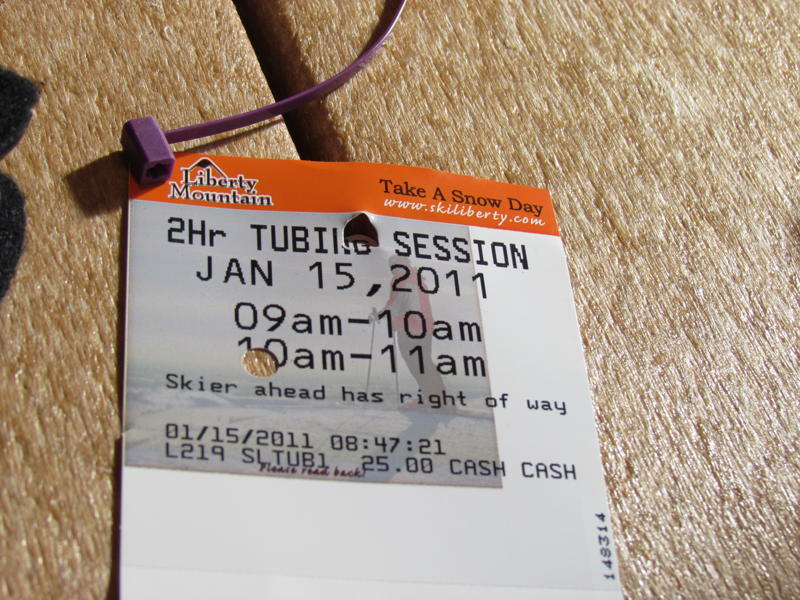 Liberty
Mountain
Take A Snow Day
www.skiliberty.com
2Hr TUBING SESSION
JAN 15,2011
09am-10am
10am-11am
Skier ahead has right of way
01/15/2011 08:47:21
L219 SLTUB1 25.00 CASH CASH
Please read back!
148314